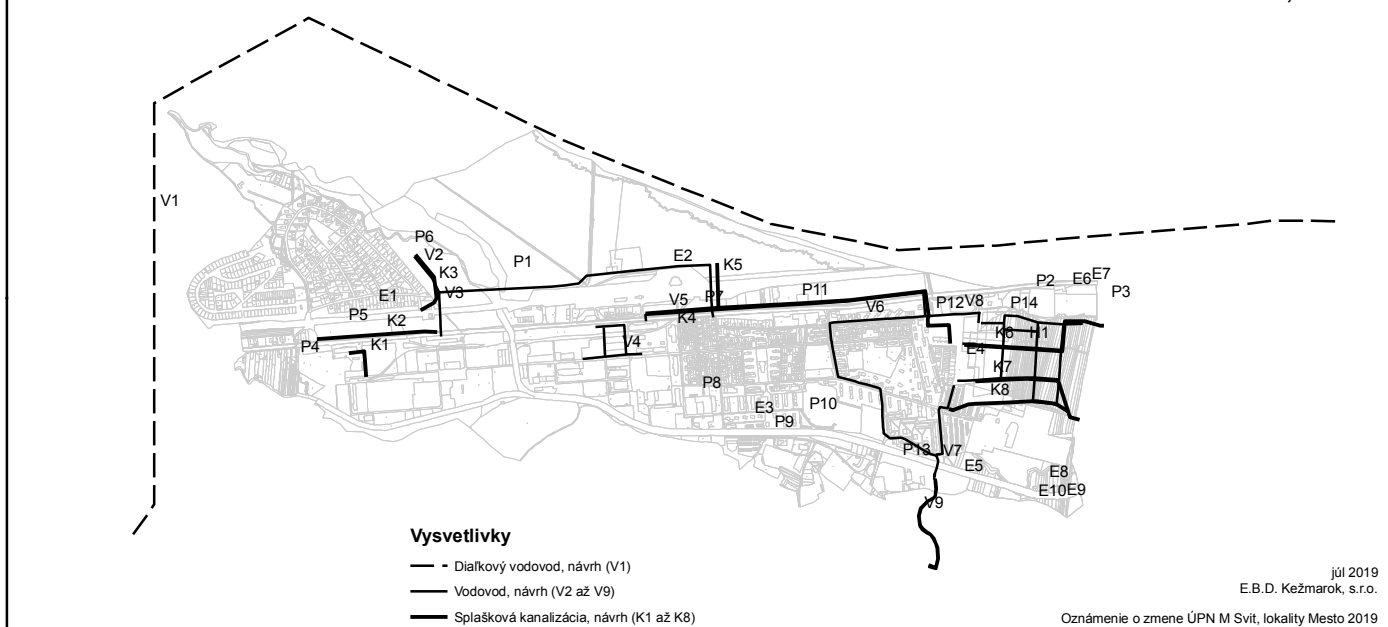 V1
P6
V2
K3
V3
P1
E2
K5
E1
P5
K2
P4
K1
V5
P7
K4
P11
V6
V4
P12
V8
P2
E6
E7
P3
P14
K6
H1
E4
K7
K8
P8
E3
P9
P10
P13
V7
E5
E8
E10
E9
V9
Vysvetlivky
Diaľkový vodovod, návrh (V1)
Vodovod, návrh (V2 až V9)
Splašková kanalizácia, návrh (K1 až K8)
júl 2019
E.B.D. Kežmarok, s.r.o.
Oznámenie o zmene ÚPN M Svit, lokality Mesto 2019